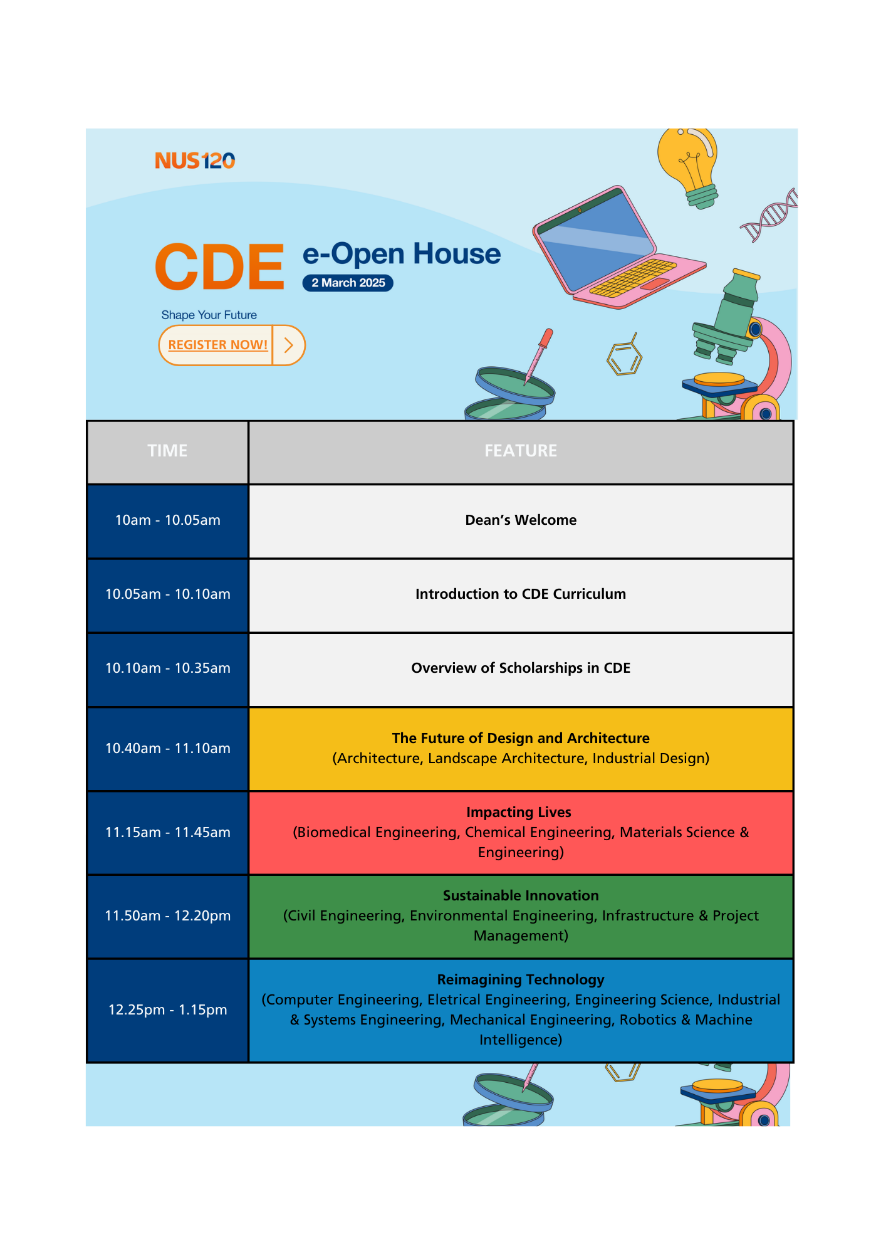 NUS120
CDE
e-Open House
2 March 2025
Shape Your Future
REGISTER NOW!
TIME
FEATURE
10am - 10.05am
Dean’s Welcome
10.05am - 10.10am
Introduction to CDE Curriculum
10.10am - 10.35am
Overview of Scholarships in CDE
10.40am - 11.10am
The Future of Design and Architecture
(Architecture, Landscape Architecture, Industrial Design)
11.15am - 11.45am
Impacting Lives
(Biomedical Engineering, Chemical Engineering, Materials Science &
Engineering)
11.50am - 12.20pm
Sustainable Innovation
(Civil Engineering, Environmental Engineering, Infrastructure & Project
Management)
12.25pm - 1.15pm
Reimagining Technology
(Computer Engineering, Eletrical Engineering, Engineering Science, Industrial
& Systems Engineering, Mechanical Engineering, Robotics & Machine
Intelligence)